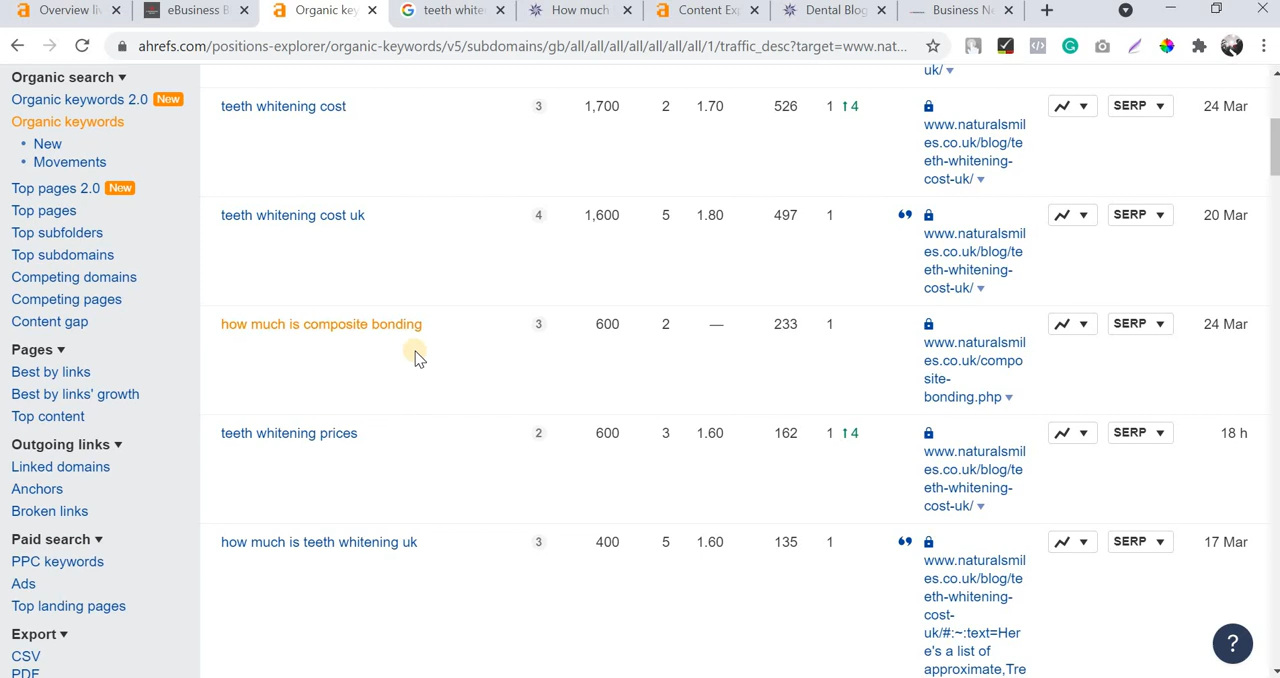 Overview li
eBusiness B
Organic key
teeth white
How much
Content Ex
Dental Blog
Business N
ahrefs.com/positions-explorer/organic-keywords/v5/subdomains/gb/all/all/all/all/all/all/all/1/traffic_desc?target=www.nat...
Organic search
Organic keywords 2.0 New
Organic keywords
• New
• Movements
Top pages 2.0 New
Top pages
Top subfolders
Top subdomains
Competing domains
Competing pages
Content gap
Pages
Best by links
Best by links' growth
Top content
Outgoing links
Linked domains
Anchors
Broken links
Paid search
PPC keywords
Ads
Top landing pages
Export
CSV
PDF
uk/
teeth whitening cost 3 1,700 2 1.70 526 1 ↑4 SERP 24 Mar
www.naturalsmil
es.co.uk/blog/te
eth-whitening-
cost-uk/
teeth whitening cost uk 4 1,600 5 1.80 497 1 SERP 20 Mar
www.naturalsmil
es.co.uk/blog/te
eth-whitening-
cost-uk/
how much is composite bonding 3 600 2 — 233 1 SERP 24 Mar
www.naturalsmil
es.co.uk/compo
site-
bonding.php
teeth whitening prices 2 600 3 1.60 162 1 ↑4 SERP 18 h
www.naturalsmil
es.co.uk/blog/te
eth-whitening-
cost-uk/
how much is teeth whitening uk 3 400 5 1.60 135 1 SERP 17 Mar
www.naturalsmil
es.co.uk/blog/te
eth-whitening-
cost-
uk/#:~:text=Her
e's a list of
approximate,Tre
?